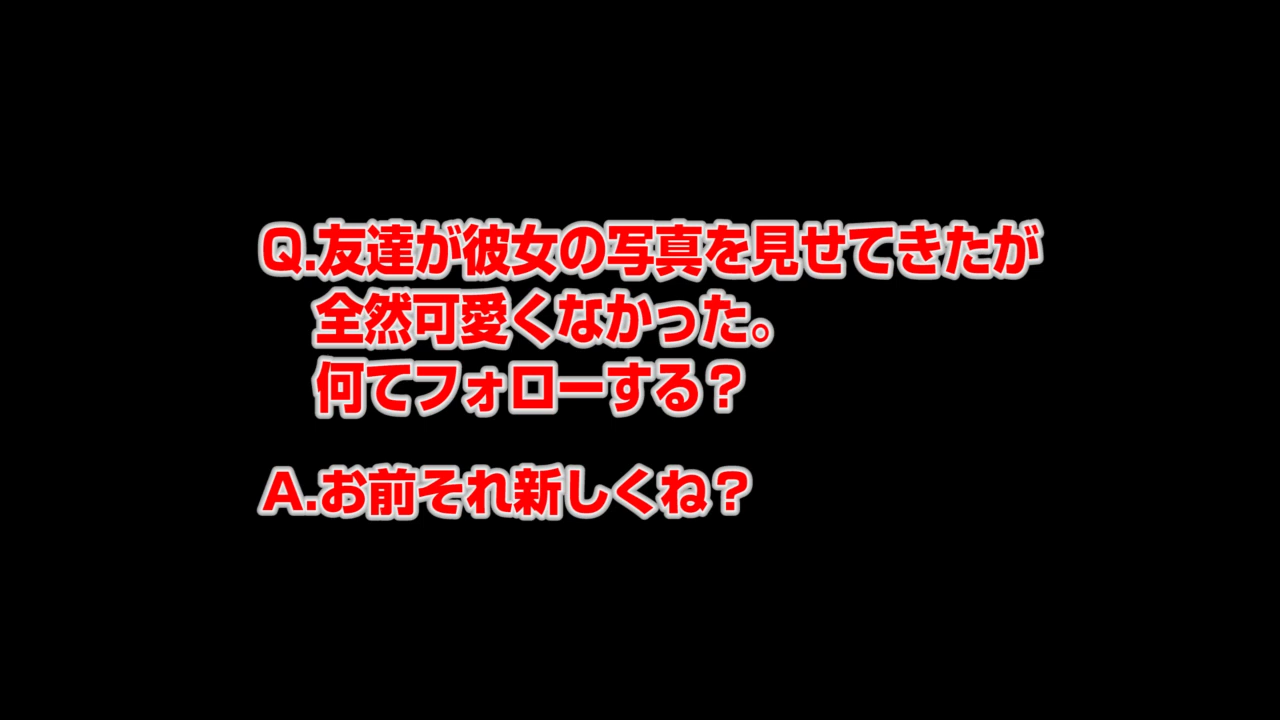 Q.友達が彼女の写真を見せてきたが
全然可愛くなかった。
何てフォローする？
A.お前それ新しくね？